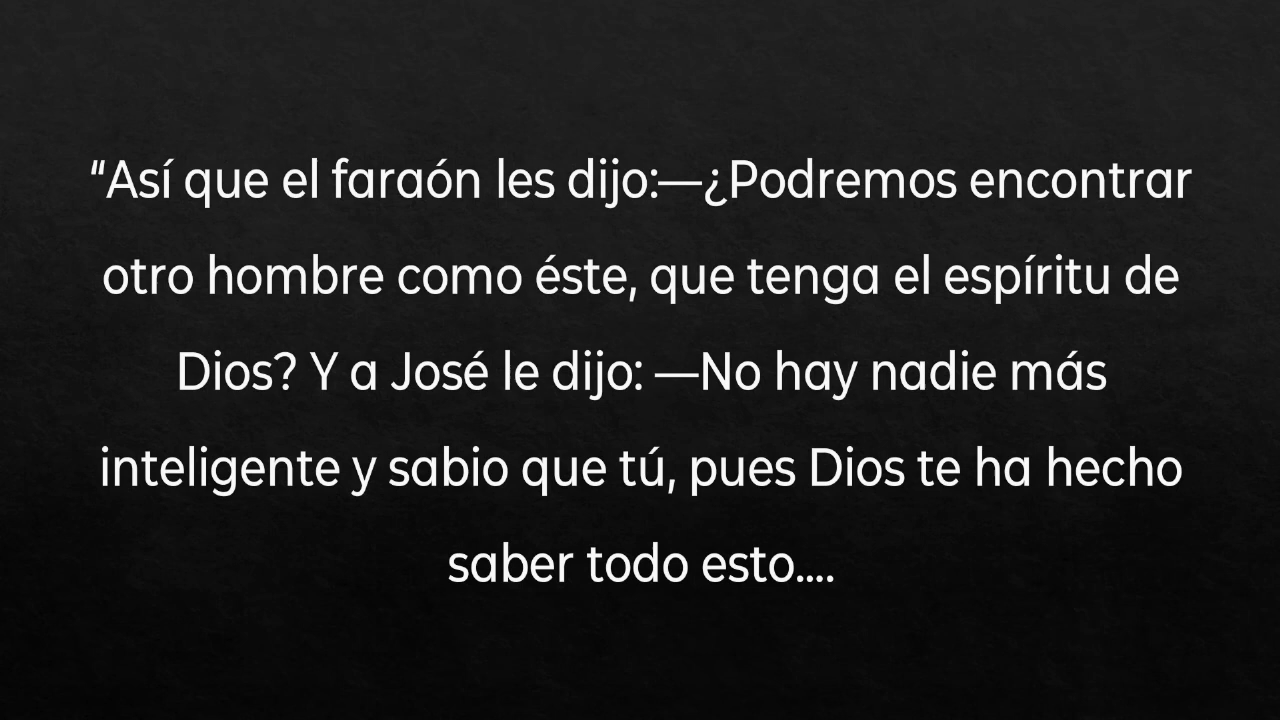 "Así que el faraón les dijo:—¿Podremos encontrar
otro hombre como éste, que tenga el espíritu de
Dios? Y a José le dijo: —No hay nadie más
inteligente y sabio que tú, pues Dios te ha hecho
saber todo esto....